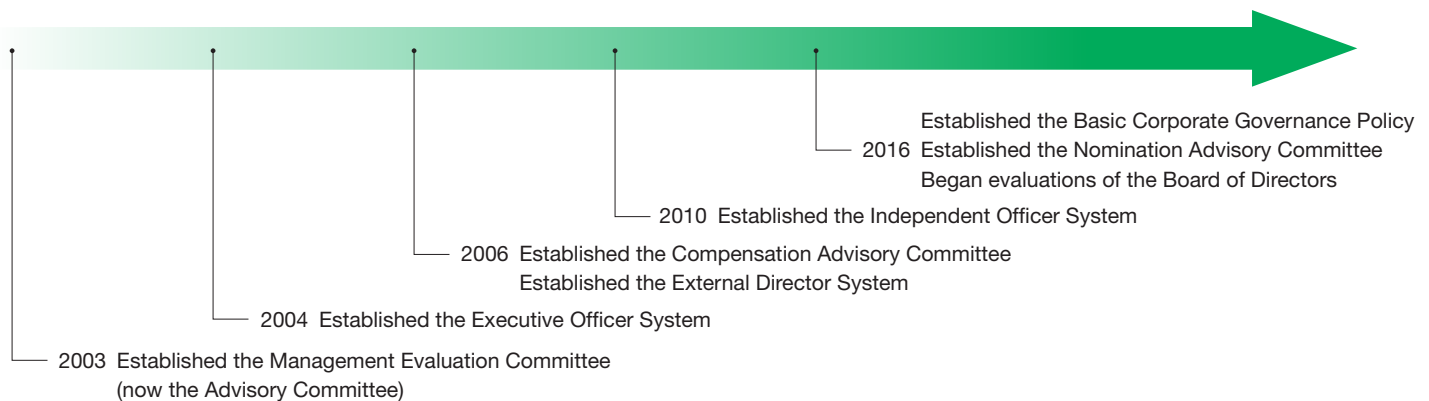 Established the Basic Corporate Governance Policy
2016 Established the Nomination Advisory Committee
Began evaluations of the Board of Directors
2010 Established the Independent Officer System
2006 Established the Compensation Advisory Committee
Established the External Director System
2004 Established the Executive Officer System
2003 Established the Management Evaluation Committee
(now the Advisory Committee)